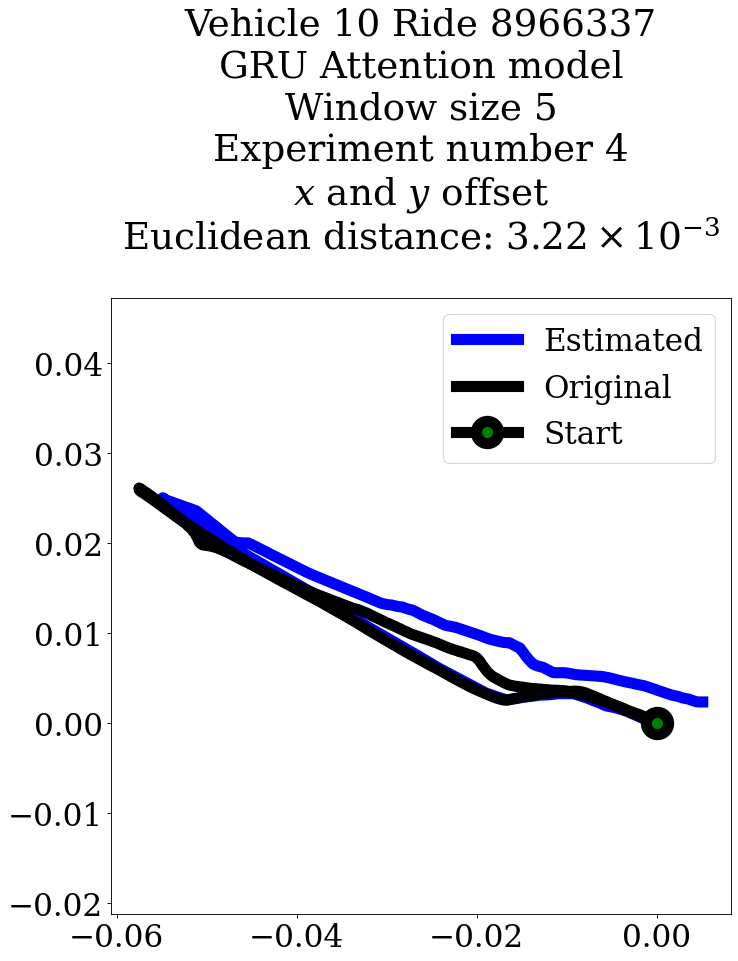 Vehicle 10 Ride 8966337
GRU Attention model
Window size 5
Experiment number 4
x and y offset
Euclidean distance: 3.22 × 10⁻³
Estimated
Original
Start
0.04
0.03
0.02
0.01
0.00
−0.01
−0.02
−0.06 −0.04 −0.02 0.00